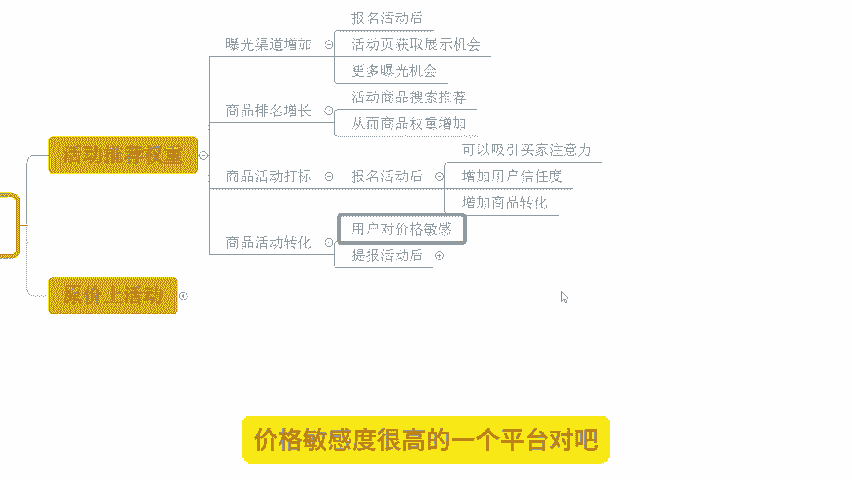 报名活动后
曝光渠道增加
活动页获取展示机会
更多曝光机会
活动商品搜索推荐
商品排名增长
从而商品权重增加
可以吸引买家注意力
活动推荐权重
商品活动打标
报名活动后
增加用户信任度
增加商品转化
用户对价格敏感
商品活动转化
提报活动后
原价上活动
价格敏感度很高的一个平台对吧